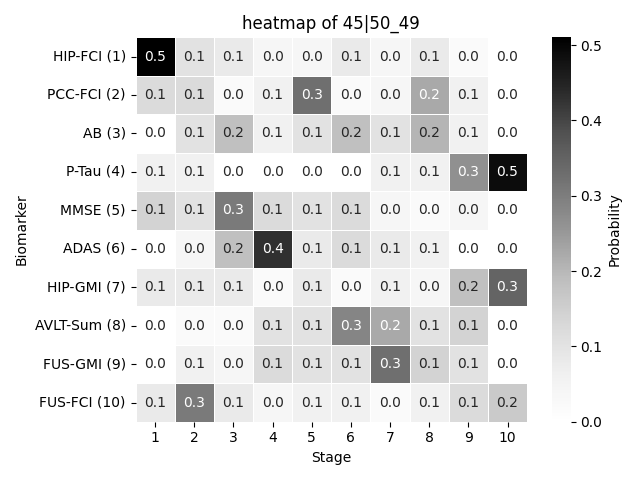 heatmap of 45|50_49
HIP-FCI (1) 0.5 0.1 0.1 0.0 0.0 0.1 0.0 0.1 0.0 0.0
PCC-FCI (2) 0.1 0.1 0.0 0.1 0.3 0.0 0.0 0.2 0.1 0.0
AB (3) 0.0 0.1 0.2 0.1 0.1 0.2 0.1 0.2 0.1 0.0
P-Tau (4) 0.1 0.1 0.0 0.0 0.0 0.0 0.1 0.1 0.3 0.5
MMSE (5) 0.1 0.1 0.3 0.1 0.1 0.1 0.0 0.0 0.0 0.0
ADAS (6) 0.0 0.0 0.2 0.4 0.1 0.1 0.1 0.1 0.0 0.0
HIP-GMI (7) 0.1 0.1 0.1 0.0 0.1 0.0 0.1 0.0 0.2 0.3
AVLT-Sum (8) 0.0 0.0 0.0 0.1 0.1 0.3 0.2 0.1 0.1 0.0
FUS-GMI (9) 0.0 0.1 0.0 0.1 0.1 0.1 0.3 0.1 0.1 0.0
FUS-FCI (10) 0.1 0.3 0.1 0.0 0.1 0.1 0.0 0.1 0.1 0.2
1 2 3 4 5 6 7 8 9 10
Stage
Biomarker
0.5
0.4
0.3
0.2
0.1
0.0
Probability